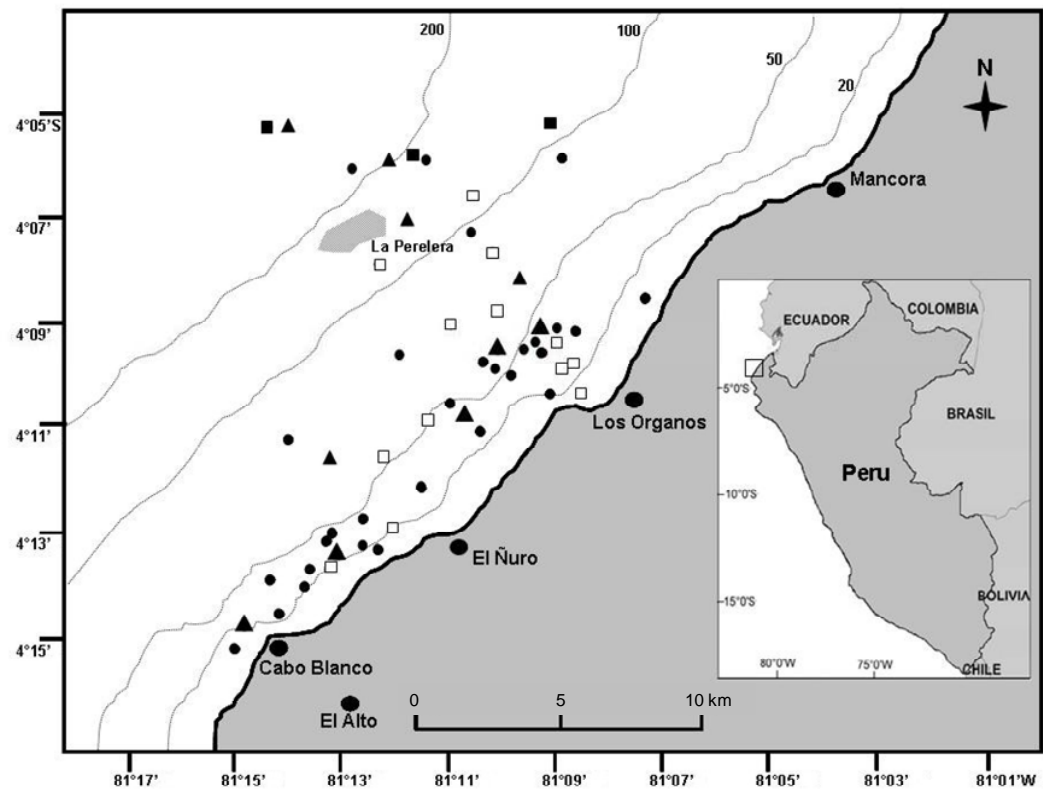 200
100
50
20
N
4°05'S
Mancora
4°07'
La Perelera
COLOMBIA
ECUADOR
4°09'
-5°0'S
BRASIL
4°11'
Los Organos
Peru
-10°0'S
4°13'
El Ñuro
BOLIVIA
-15°0'S
4°15'
Cabo Blanco
80°0'W
75°0'W
CHILE
El Alto
0
5
10 km
81°17'
81°15'
81°13'
81°11'
81°09'
81°07'
81°05'
81°03'
81°01'W